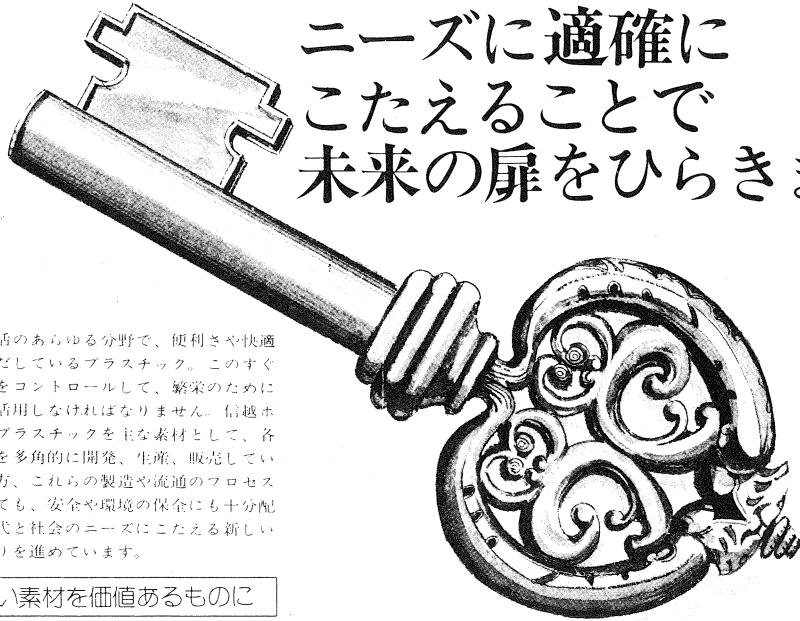 ニーズに適確に
こたえることで
未来の扉をひらきま
活のあらゆる分野で、便利さや快適
だしているプラスチック。このすぐ
をコントロールして、繁栄のために
活用しなければなりません。信越ポ
プラスチックを主な素材として、各
を多角的に開発、生産、販売してい
方、これらの製造や流通のプロセス
ても、安全や環境の保全にも十分配
代と社会のニーズにこたえる新しい
りを進めています。
い素材を価値あるものに